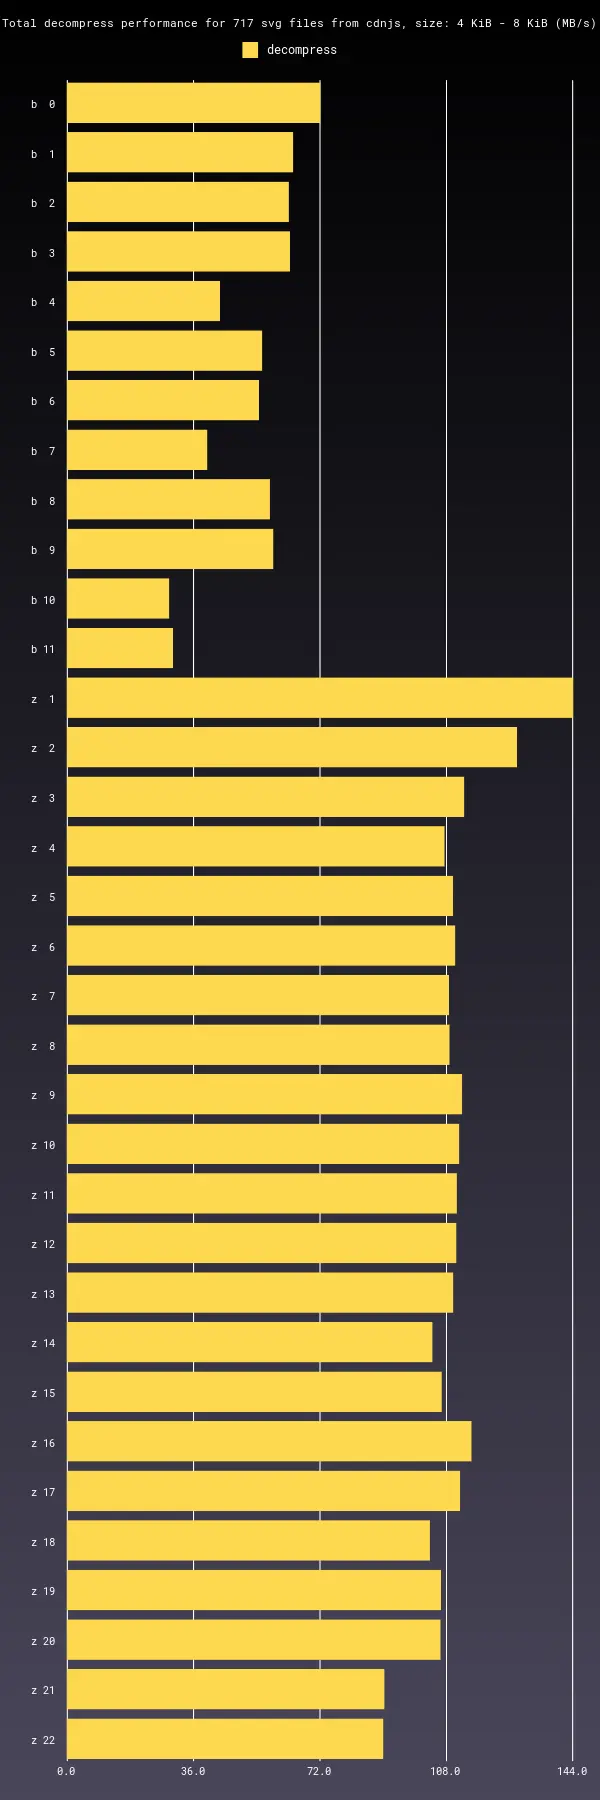 Total decompress performance for 717 svg files from cdnjs, size: 4 KiB - 8 KiB (MB/s)
decompress
b 0
b 1
b 2
b 3
b 4
b 5
b 6
b 7
b 8
b 9
b 10
b 11
z 1
z 2
z 3
z 4
z 5
z 6
z 7
z 8
z 9
z 10
z 11
z 12
z 13
z 14
z 15
z 16
z 17
z 18
z 19
z 20
z 21
z 22
0.0 36.0 72.0 108.0 144.0